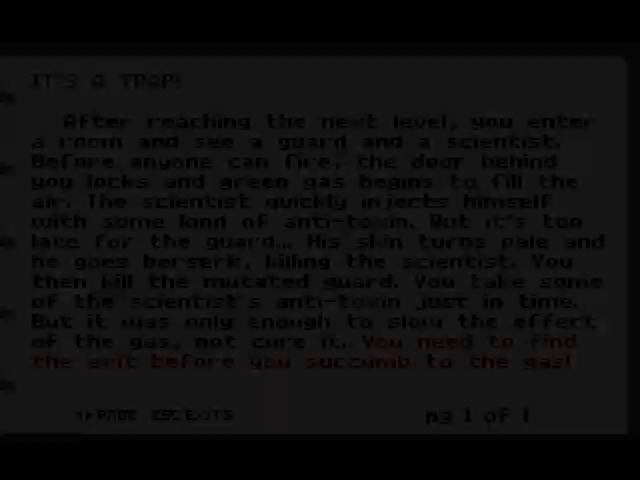 IT'S A TRAP!
After reaching the next level, you enter
a room and see a guard and a scientist.
Before anyone can fire, the door behind
you locks and green gas begins to fill the
air. The scientist quickly injects himself
with some kind of anti-toxin. But it's too
late for the guard... His skin turns pale and
he goes berserk, killing the scientist. You
then kill the mutated guard. You take some
of the scientist's anti-toxin just in time.
But it was only enough to slow the effect
of the gas, not cure it. You need to find
the exit before you succumb to the gas!
PAGE ESC EXITS
pg 1 of 1